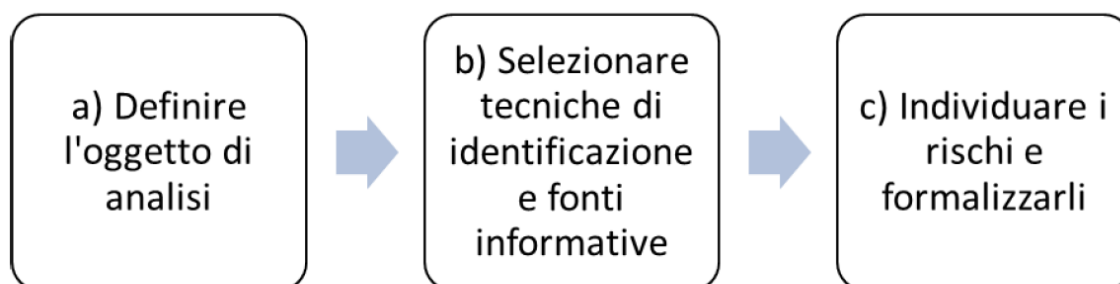 a) Definire
l'oggetto di
analisi
b) Selezionare
tecniche di
identificazione
e fonti
informative
c) Individuare i
rischi e
formalizzarli